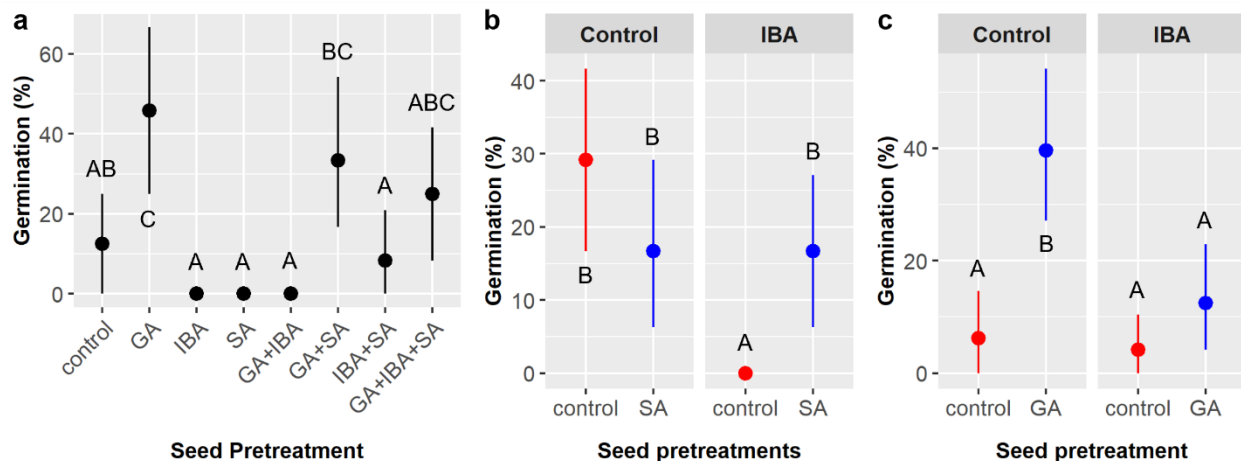 a
Germination (%)
60
40
20
0
AB
C
A
A
A
BC
A
ABC
control
GA
IBA
SA
GA+IBA
GA+SA
IBA+SA
GA+IBA+SA
Seed Pretreatment
b
Control
IBA
Germination (%)
40
30
20
10
0
B
B
A
B
control
SA
control
SA
Seed pretreatments
c
Control
IBA
Germination (%)
40
20
0
A
B
A
A
control
GA
control
GA
Seed pretreatment